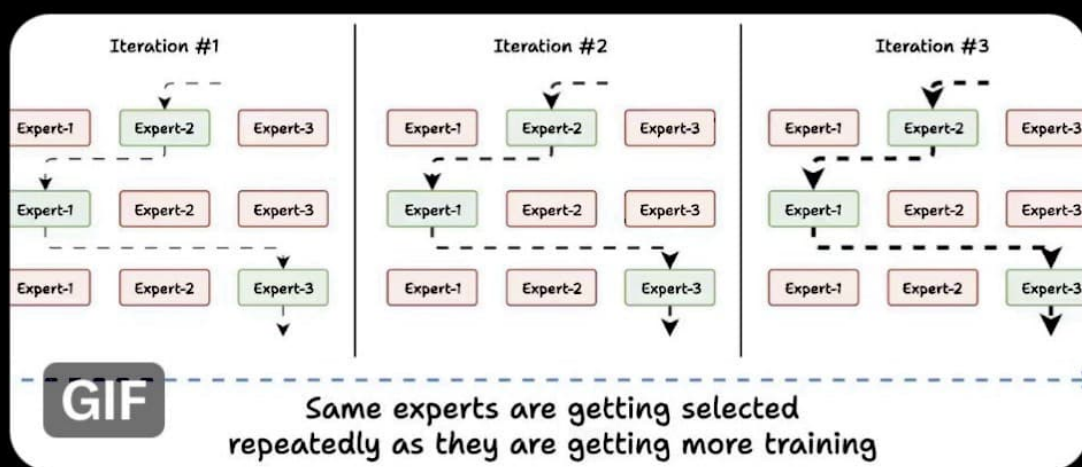 Iteration #1
Iteration #2
Iteration #3
Expert-1 Expert-2 Expert-3
Expert-1 Expert-2 Expert-3
Expert-1 Expert-2 Expert-3
Expert-1 Expert-2 Expert-3
Expert-1 Expert-2 Expert-3
Expert-1 Expert-2 Expert-3
Expert-1 Expert-2 Expert-3
Expert-1 Expert-2 Expert-3
Expert-1 Expert-2 Expert-3
GIF
Same experts are getting selected
repeatedly as they are getting more training